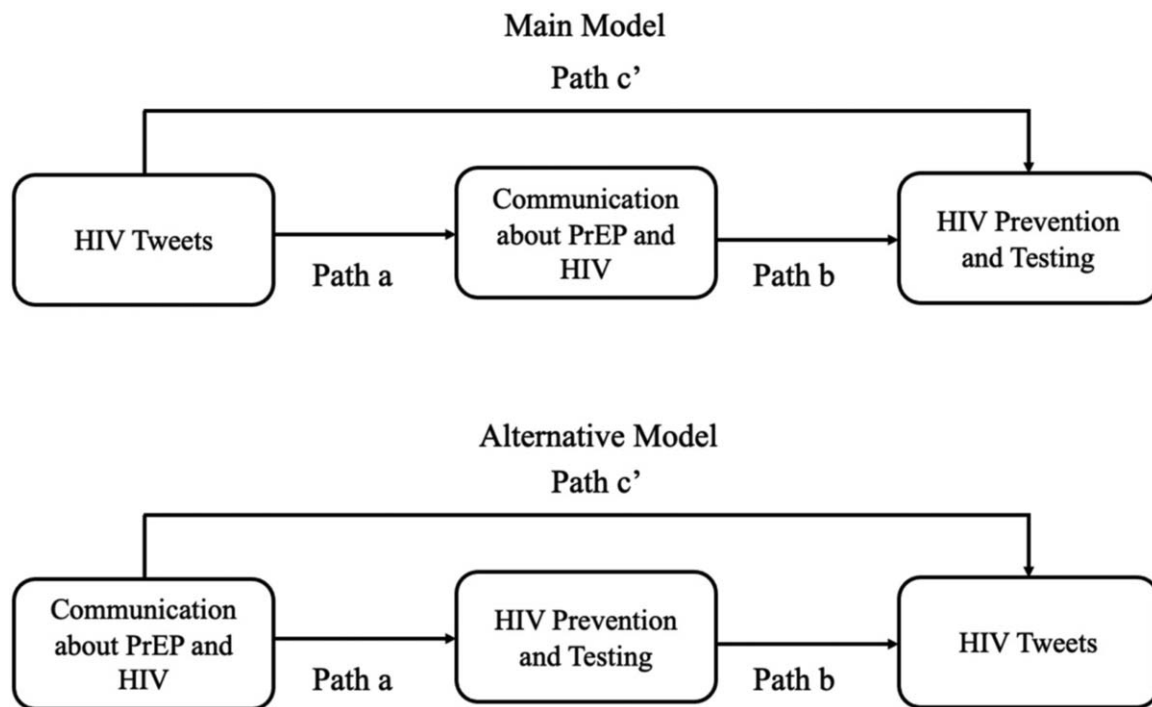 Main Model
Path c’
HIV Tweets
Path a
Communication
about PrEP and
HIV
Path b
HIV Prevention
and Testing
Alternative Model
Path c’
Communication
about PrEP and
HIV
Path a
HIV Prevention
and Testing
Path b
HIV Tweets